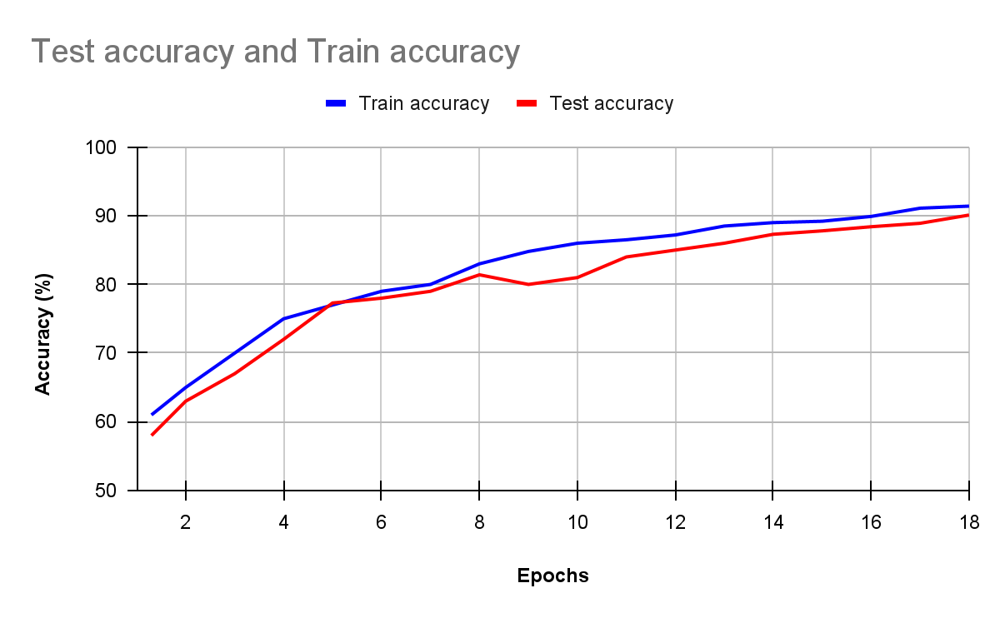 Test accuracy and Train accuracy
Train accuracy Test accuracy
100
90
80
70
60
50
Accuracy (%)
2 4 6 8 10 12 14 16 18
Epochs